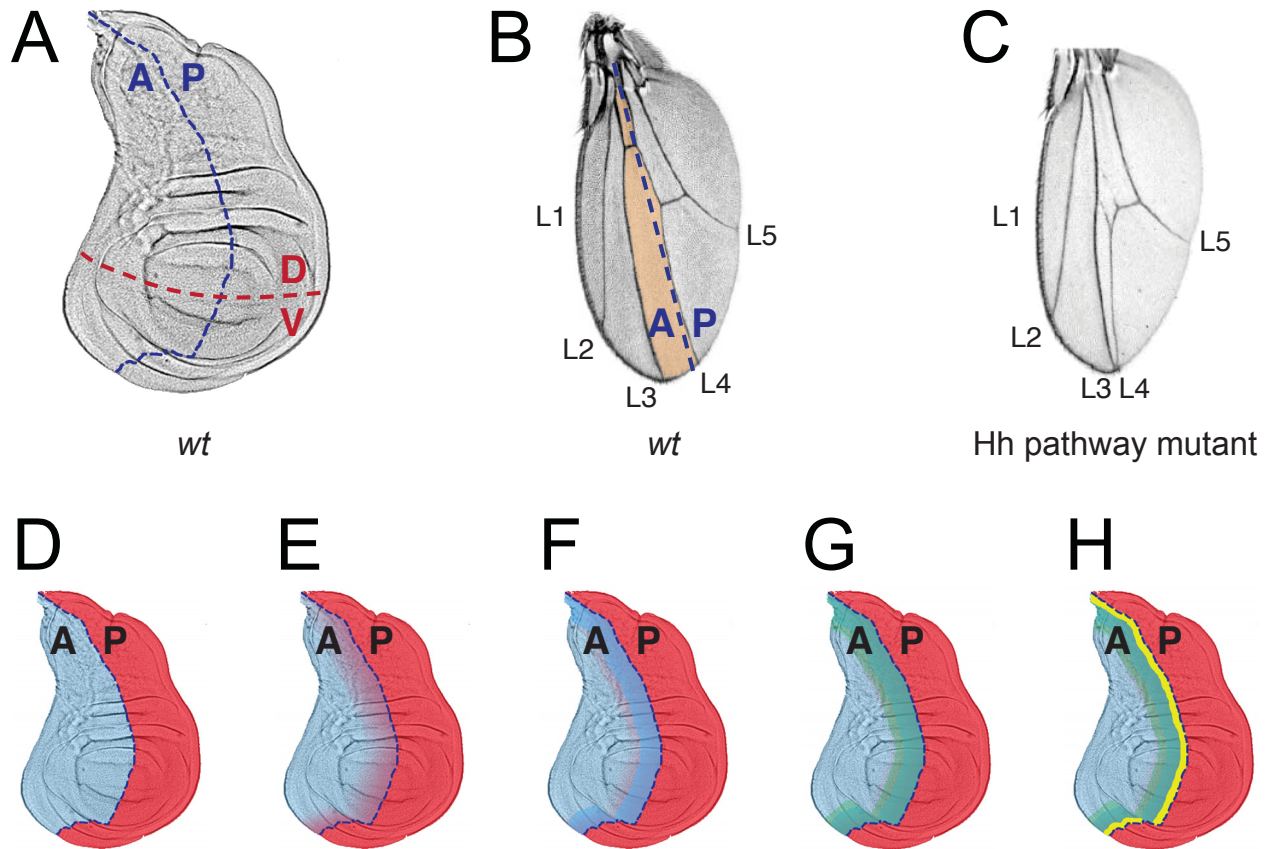 A
B
C
A P
D
V
L1
L2
L3
L4
L5
A P
L1
L2
L3 L4
L5
wt
wt
Hh pathway mutant
D
E
F
G
H
A P
A P
A P
A P
A P